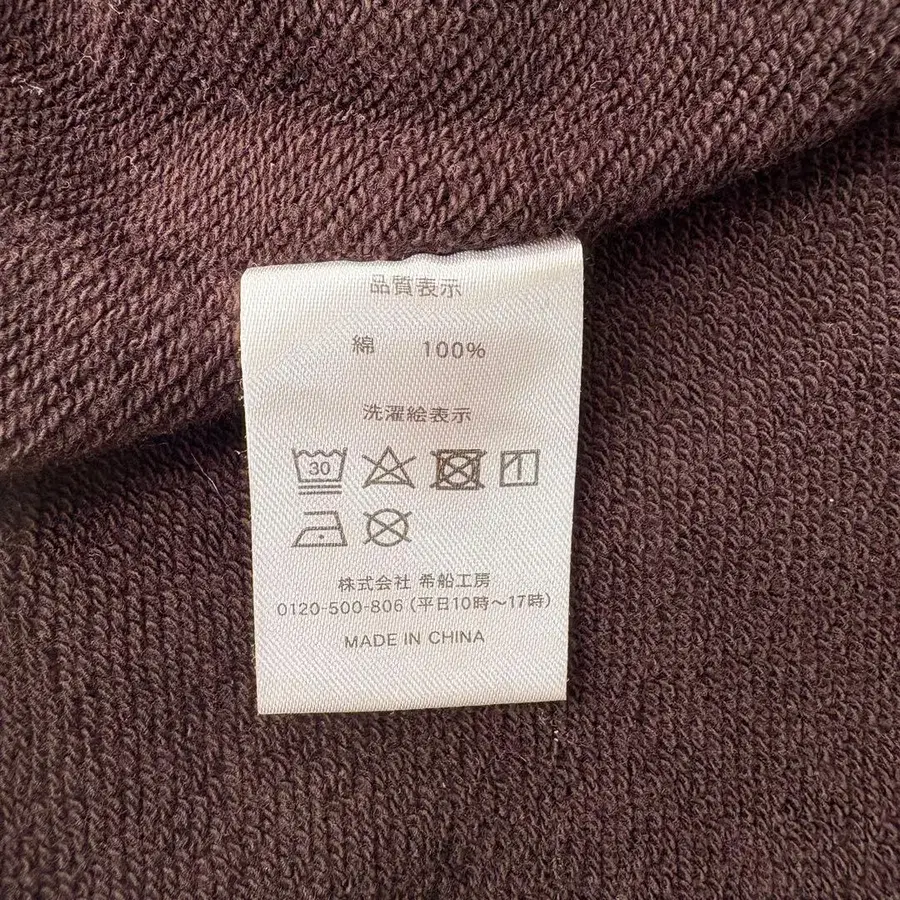 品質表示
綿 100%
洗濯絵表示
30
株式会社 希船工房
0120-500-806 (平日10時〜17時)
MADE IN CHINA